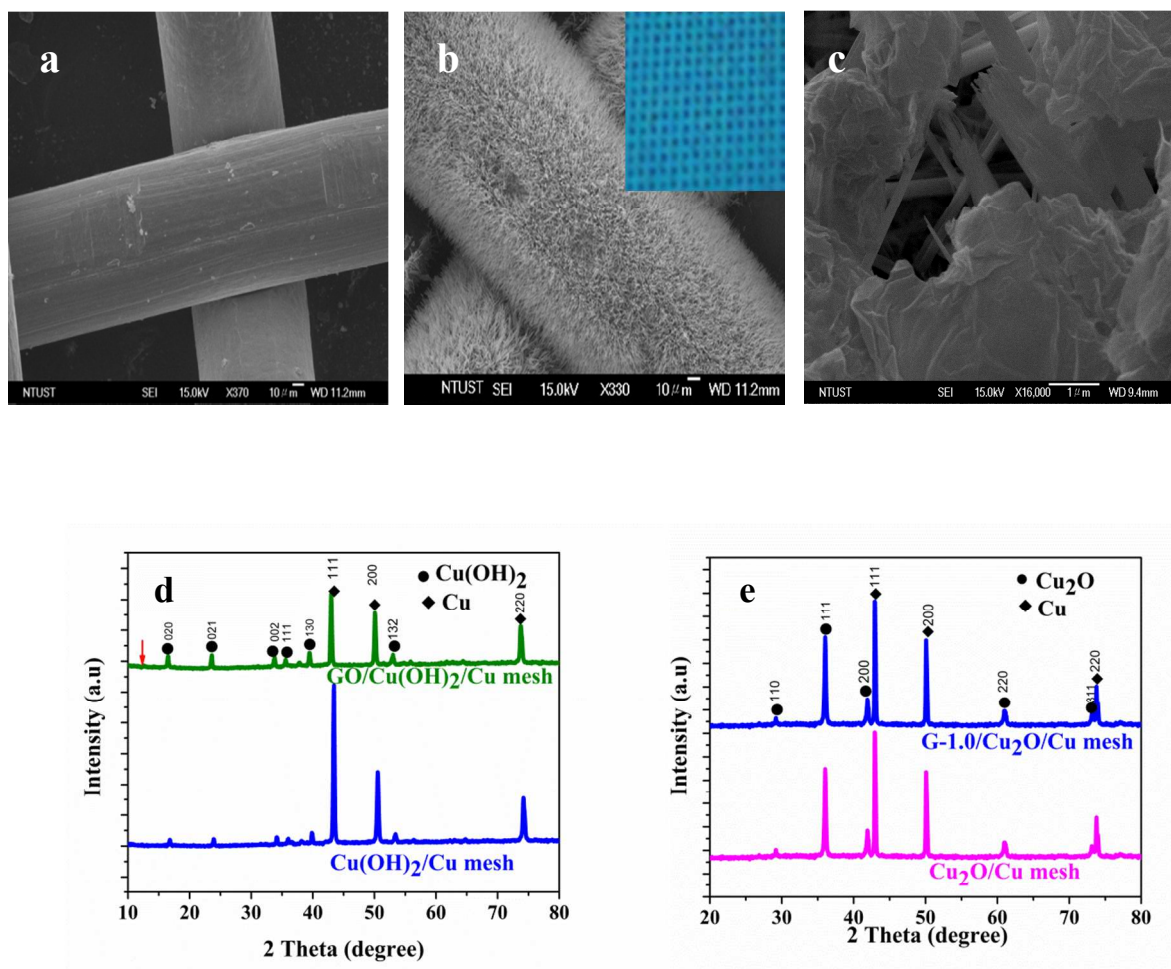 a
NTUST SEI 15.0kV X370 10μm WD 11.2mm
b
NTUST SEI 15.0kV X330 10μm WD 11.2mm
c
NTUST SEI 15.0kV X16,000 1μm WD 9.4mm
d
Cu(OH)2
Cu
020
021
002
111
130
111
200
132
220
GO/Cu(OH)2/Cu mesh
Cu(OH)2/Cu mesh
Intensity (a.u)
10 20 30 40 50 60 70 80
2 Theta (degree)
e
Cu2O
Cu
110
111
200
111
200
220
311
220
G-1.0/Cu2O/Cu mesh
Cu2O/Cu mesh
Intensity (a.u)
20 30 40 50 60 70 80
2 Theta (degree)